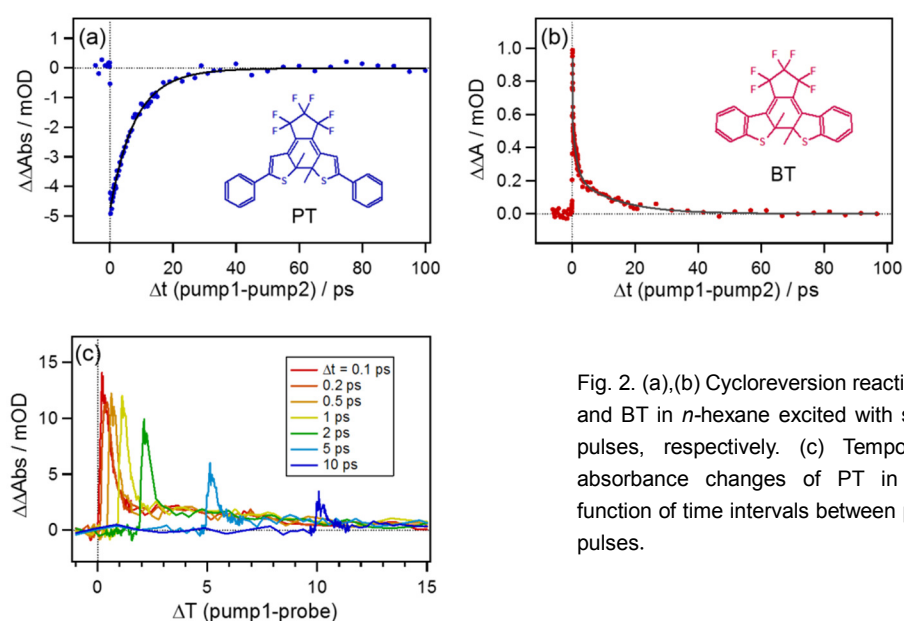 (a)
1
0
-1
-2
-3
-4
-5
ΔΔAbs / mOD
F F
F F
F F
S S
PT
0 20 40 60 80 100
Δt (pump1-pump2) / ps
(b)
1.0
0.8
0.6
0.4
0.2
0.0
ΔΔA / mOD
F F
F F
F F
S S
BT
0 20 40 60 80 100
Δt (pump1-pump2) / ps
(c)
15
10
5
0
ΔΔAbs / mOD
Δt = 0.1 ps
0.2 ps
0.5 ps
1 ps
2 ps
5 ps
10 ps
0 5 10 15
ΔT (pump1-probe)
Fig. 2. (a),(b) Cycloreversion reacti
and BT in n-hexane excited with s
pulses, respectively. (c) Tempo
absorbance changes of PT in
function of time intervals between
pulses.